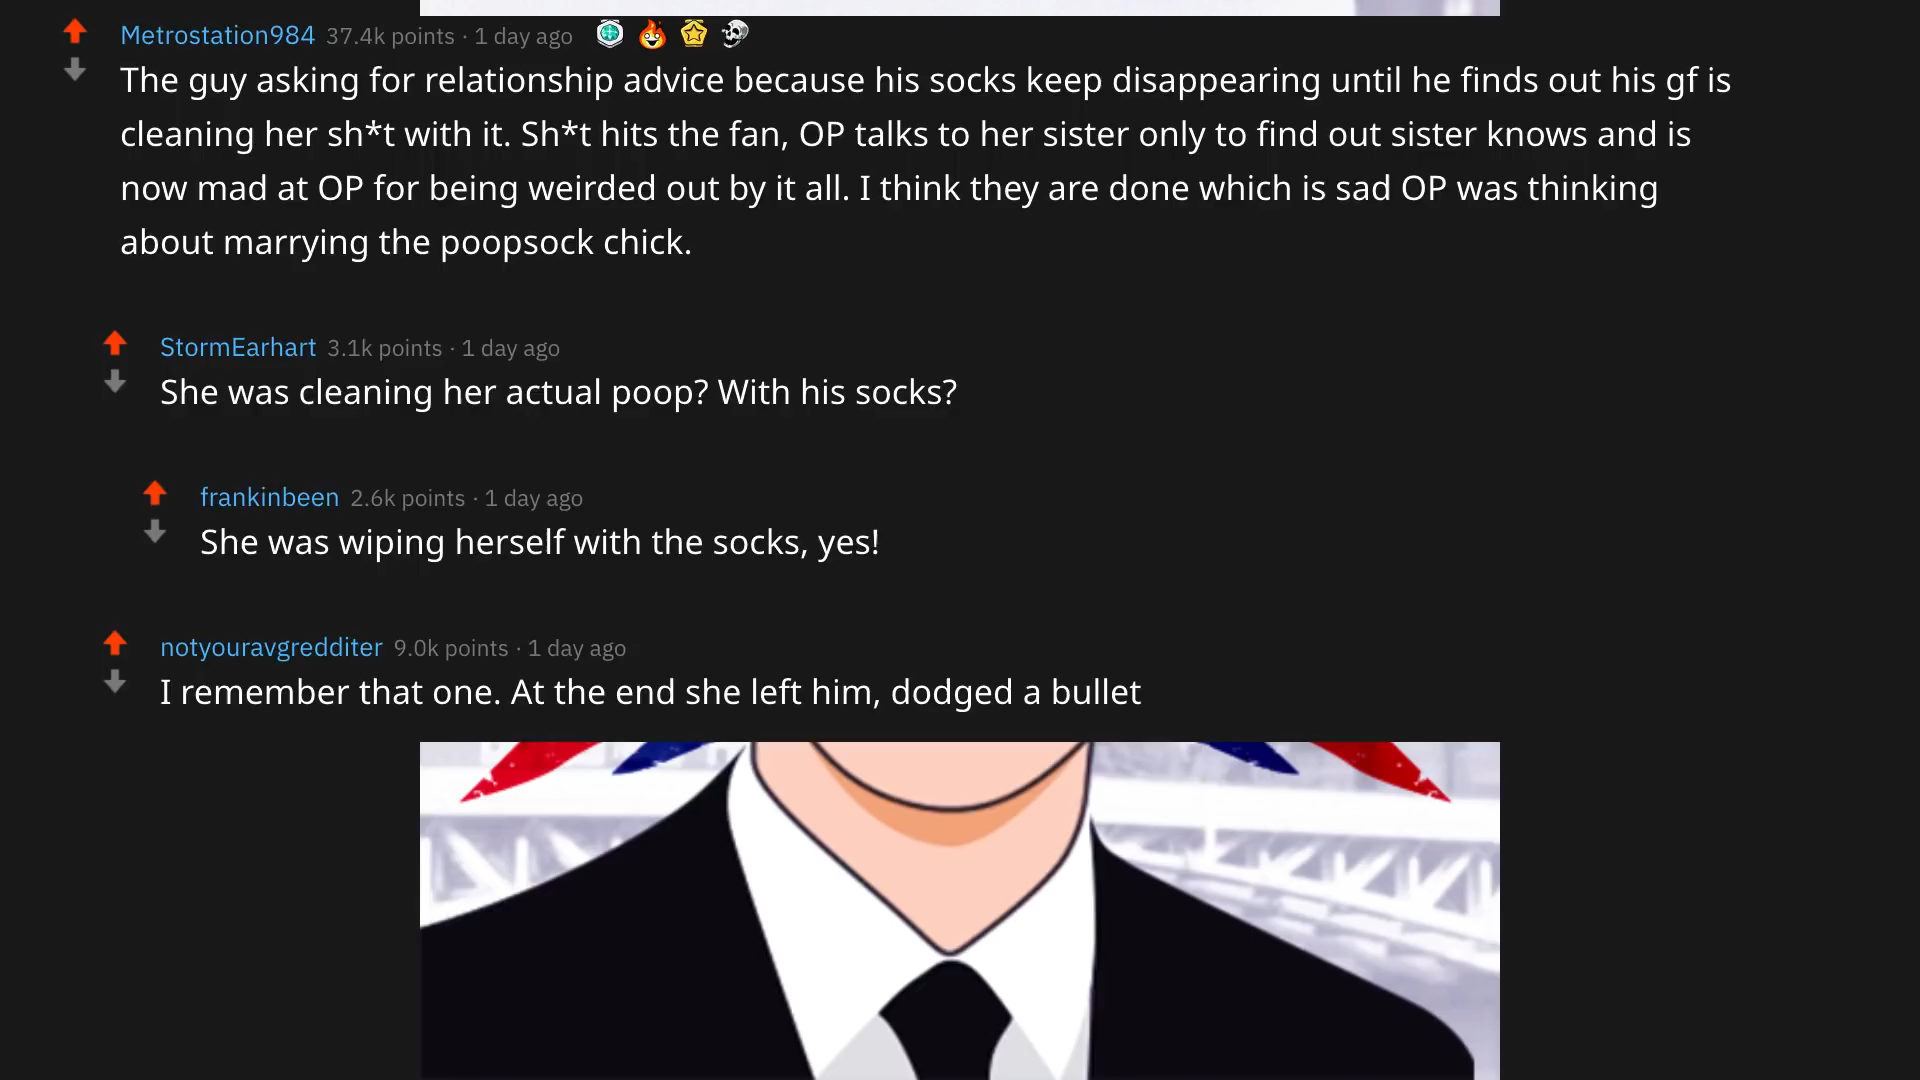 Metrostation984 37.4k points · 1 day ago
The guy asking for relationship advice because his socks keep disappearing until he finds out his gf is
cleaning her sh*t with it. Sh*t hits the fan, OP talks to her sister only to find out sister knows and is
now mad at OP for being weirded out by it all. I think they are done which is sad OP was thinking
about marrying the poopsock chick.
StormEarhart 3.1k points · 1 day ago
She was cleaning her actual poop? With his socks?
frankinbeen 2.6k points · 1 day ago
She was wiping herself with the socks, yes!
notyouravgredditer 9.0k points · 1 day ago
I remember that one. At the end she left him, dodged a bullet